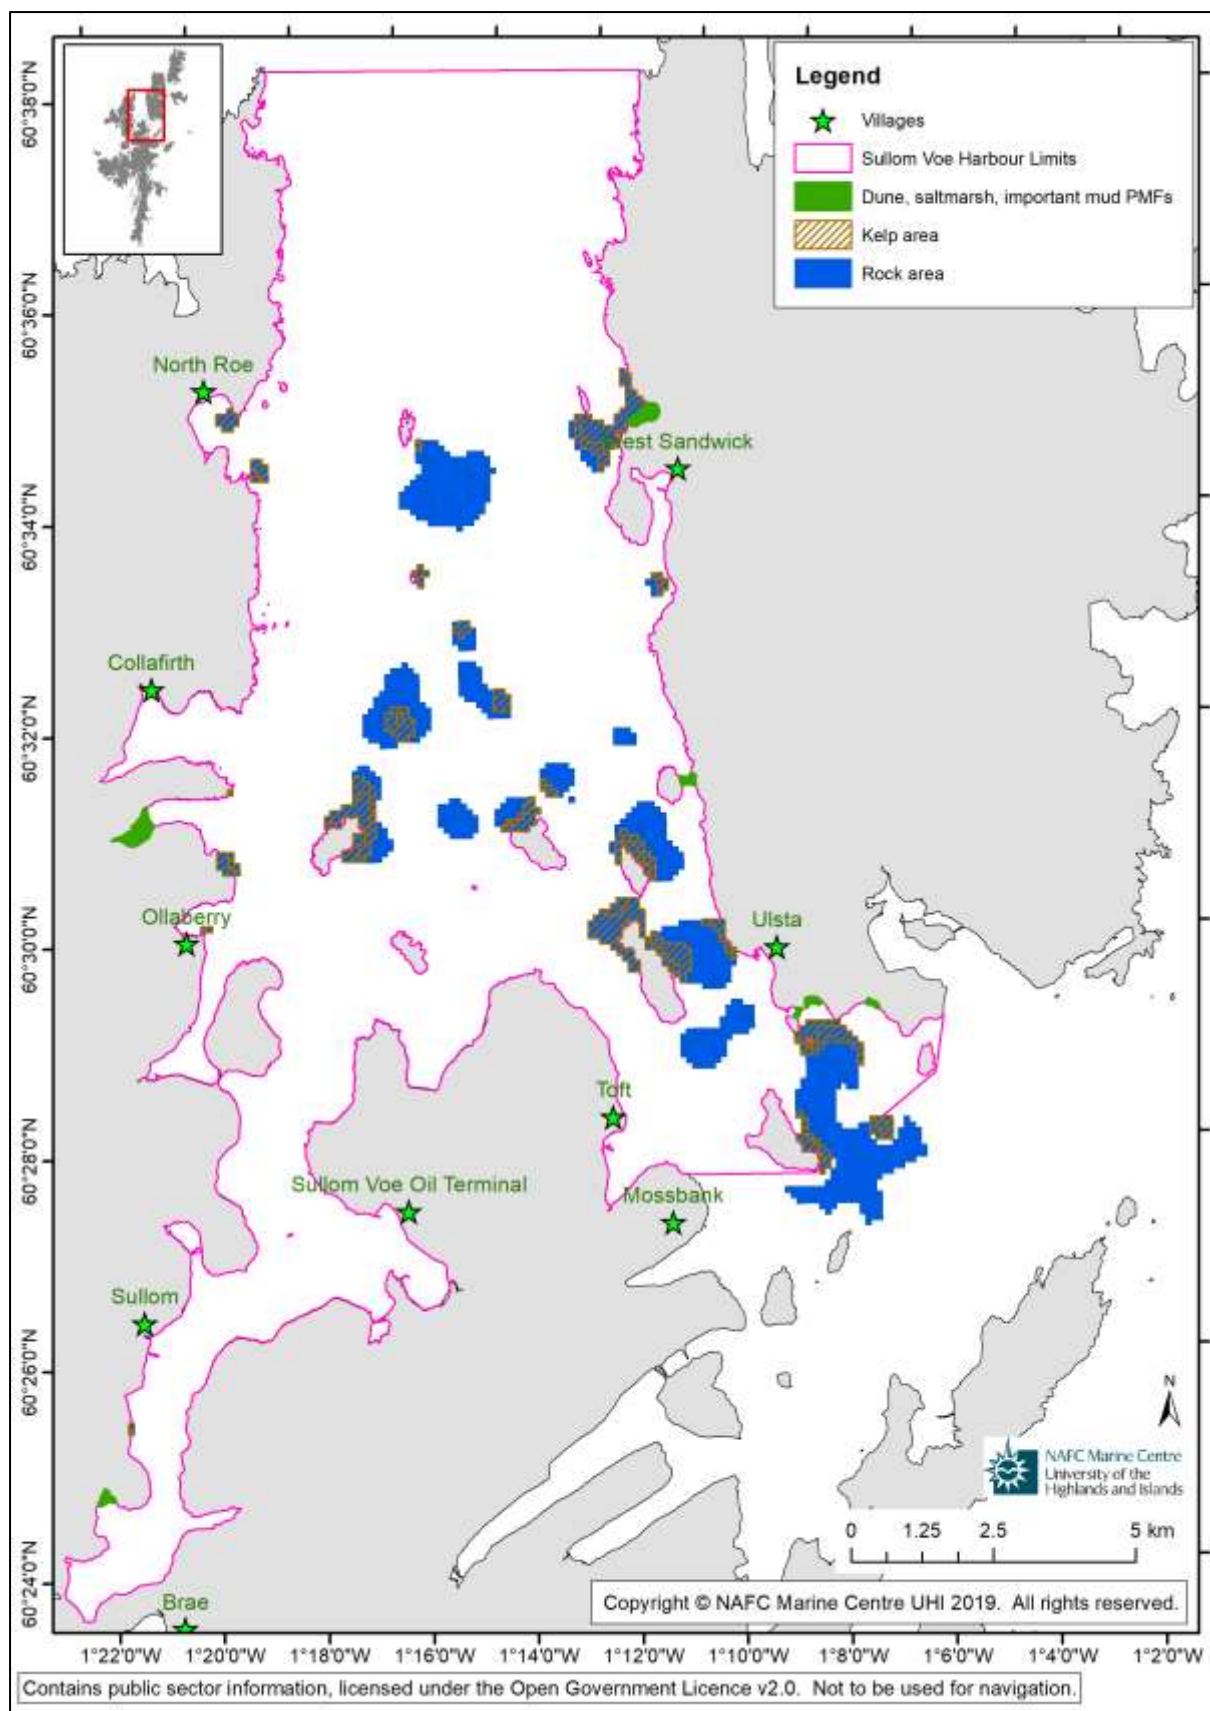 Legend
Villages
Sullom Voe Harbour Limits
Dune, saltmarsh, important mud PMFs
Kelp area
Rock area
60°38'0"N
60°36'0"N
60°34'0"N
60°32'0"N
60°30'0"N
60°28'0"N
60°26'0"N
60°24'0"N
North Roe
West Sandwick
Collafirth
Ollaberry
Ulsta
Toft
Sullom Voe Oil Terminal
Mossbank
Sullom
Brae
N
NAFC Marine Centre
University of the
Highlands and Islands
0 1.25 2.5 5 km
Copyright © NAFC Marine Centre UHI 2019. All rights reserved.
1°22'0"W 1°20'0"W 1°18'0"W 1°16'0"W 1°14'0"W 1°12'0"W 1°10'0"W 1°8'0"W 1°6'0"W 1°4'0"W 1°2'0"W
Contains public sector information, licensed under the Open Government Licence v2.0. Not to be used for navigation.